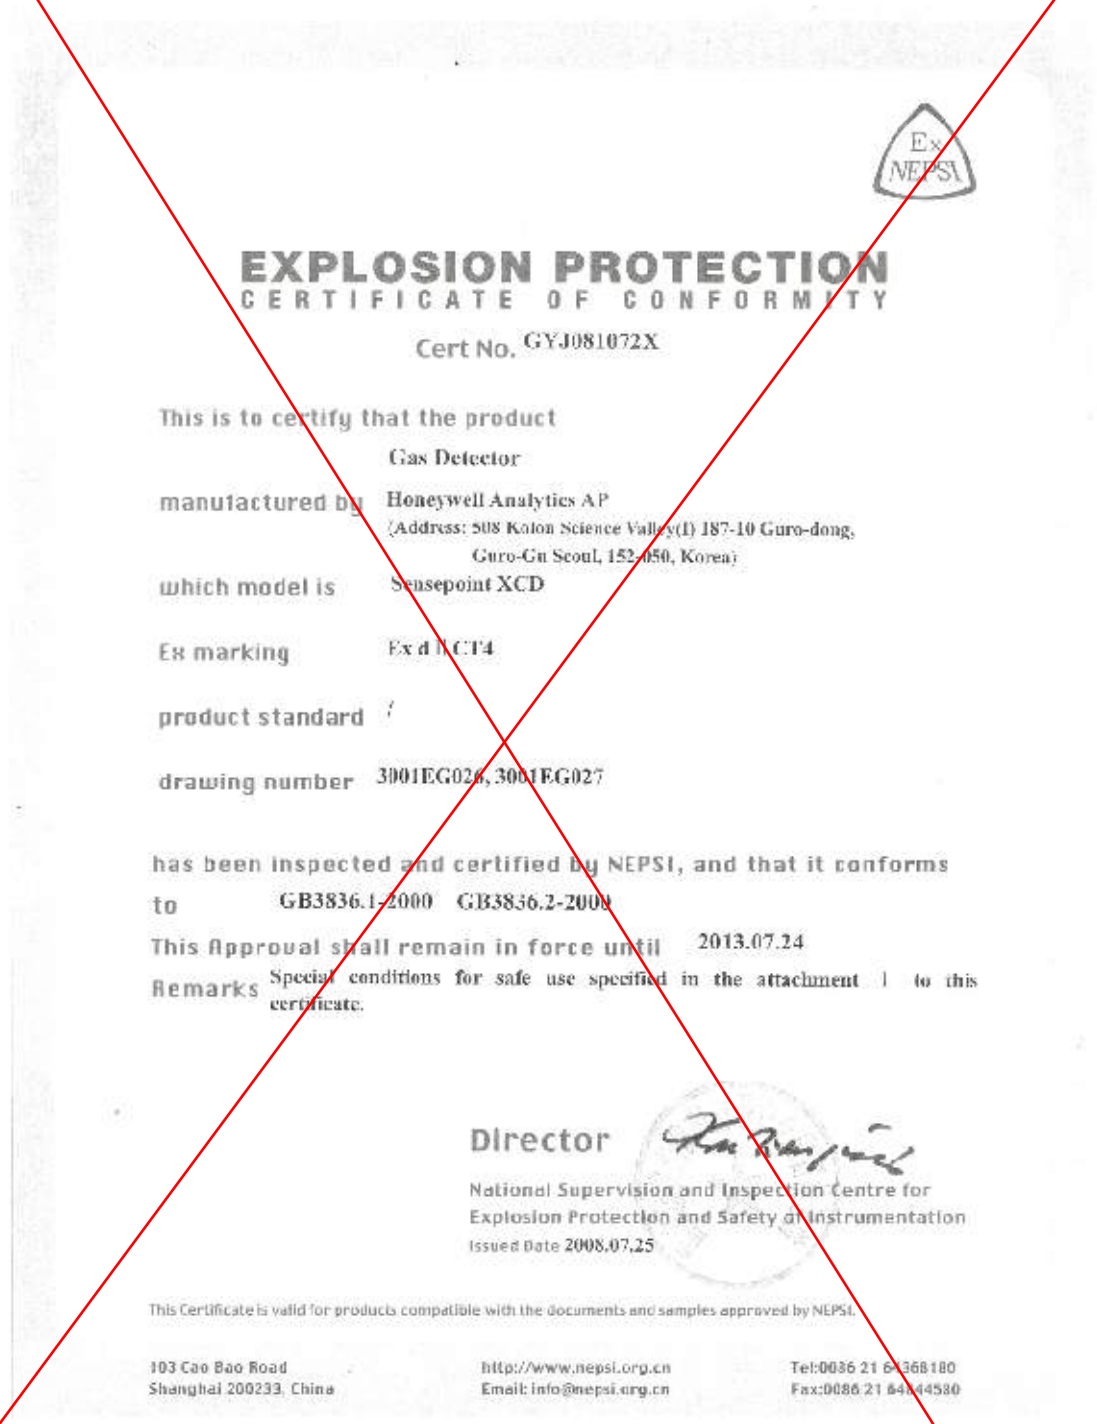 Ex
NEPSI
EXPLOSION PROTECTION
CERTIFICATE OF CONFORMITY
Cert No. GYJ081072X
This is to certify that the product
Gas Detector
manufactured by Honeywell Analytics AP
(Address: 508 Kolon Science Valley(I) 187-10 Guro-dong,
Guro-Gu Seoul, 152-050, Korea)
which model is Sensepoint XCD
Ex marking Ex d II CT4
product standard /
drawing number 3001EG026, 3001EG027
has been inspected and certified by NEPSI, and that it conforms
to GB3836.1-2000 GB3836.2-2000
This Approval shall remain in force until 2013.07.24
Remarks Special conditions for safe use specified in the attachment 1 to this
certificate.
Director
National Supervision and Inspection Centre for
Explosion Protection and Safety of Instrumentation
Issued Date 2008.07.25
This Certificate is valid for products compatible with the documents and samples approved by NEPSI.
103 Cao Bao Road http://www.nepsi.org.cn Tel:0086 21 64368180
Shanghai 200233, China Email: info@nepsi.org.cn Fax:0086 21 64844580